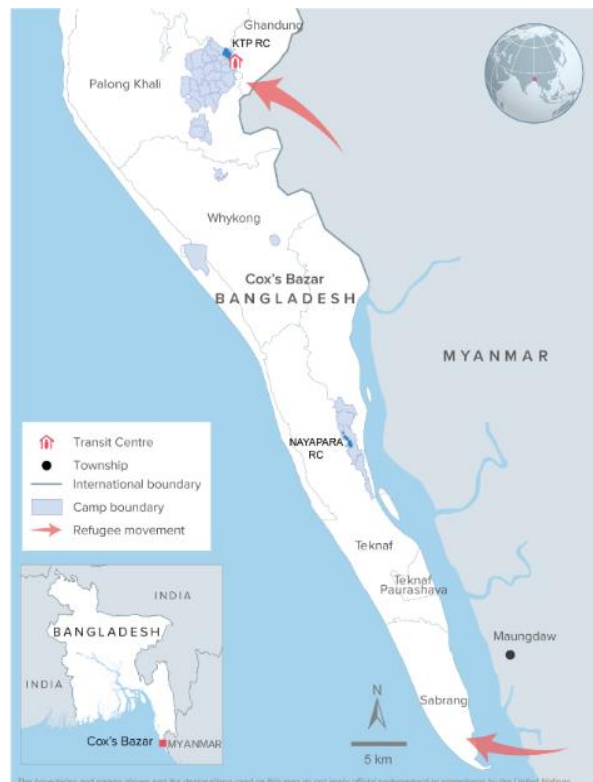 Ghandung
KTP RC
Palong Khali
Whykong
Cox's Bazar
BANGLADESH
MYANMAR
NAYAPARA
RC
Transit Centre
Township
International boundary
Camp boundary
Refugee movement
Teknaf
Teknaf
Paurashava
Maungdaw
Sabrang
N
5 km
INDIA
BANGLADESH
INDIA
Cox's Bazar
MYANMAR